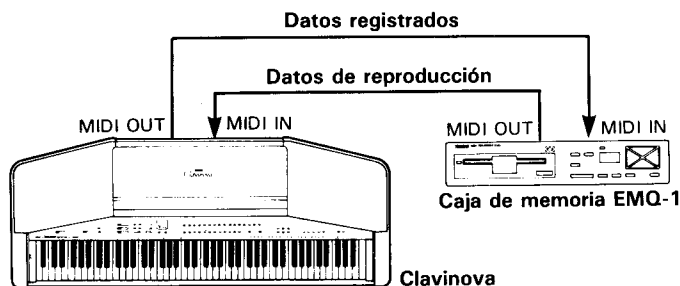 Datos registrados
Datos de reproducción
MIDI OUT MIDI IN
MIDI OUT MIDI IN
Caja de memoria EMQ-1
Clavinova